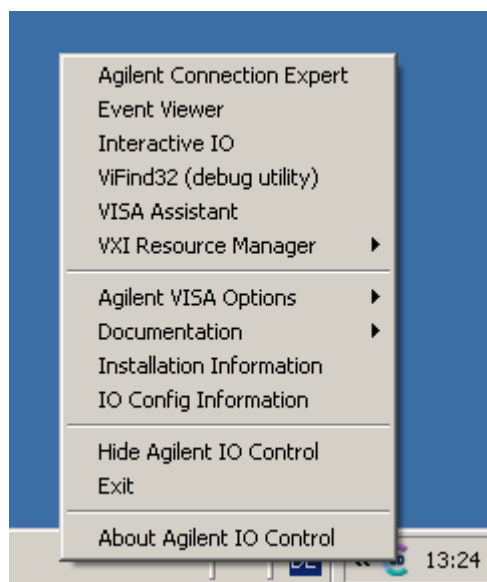 Agilent Connection Expert
Event Viewer
Interactive IO
ViFind32 (debug utility)
VISA Assistant
VXI Resource Manager
Agilent VISA Options
Documentation
Installation Information
IO Config Information
Hide Agilent IO Control
Exit
About Agilent IO Control
13:24